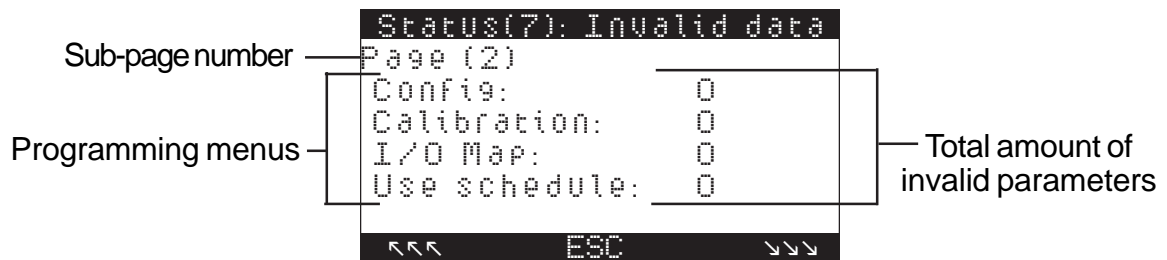 Status(7): Invalid data
Sub-page number
Page (2)
Config: 0
Calibration: 0
Programming menus
I/O Map: 0
Total amount of
invalid parameters
Use schedule: 0
↖↖↖ ESC ↘↘↘